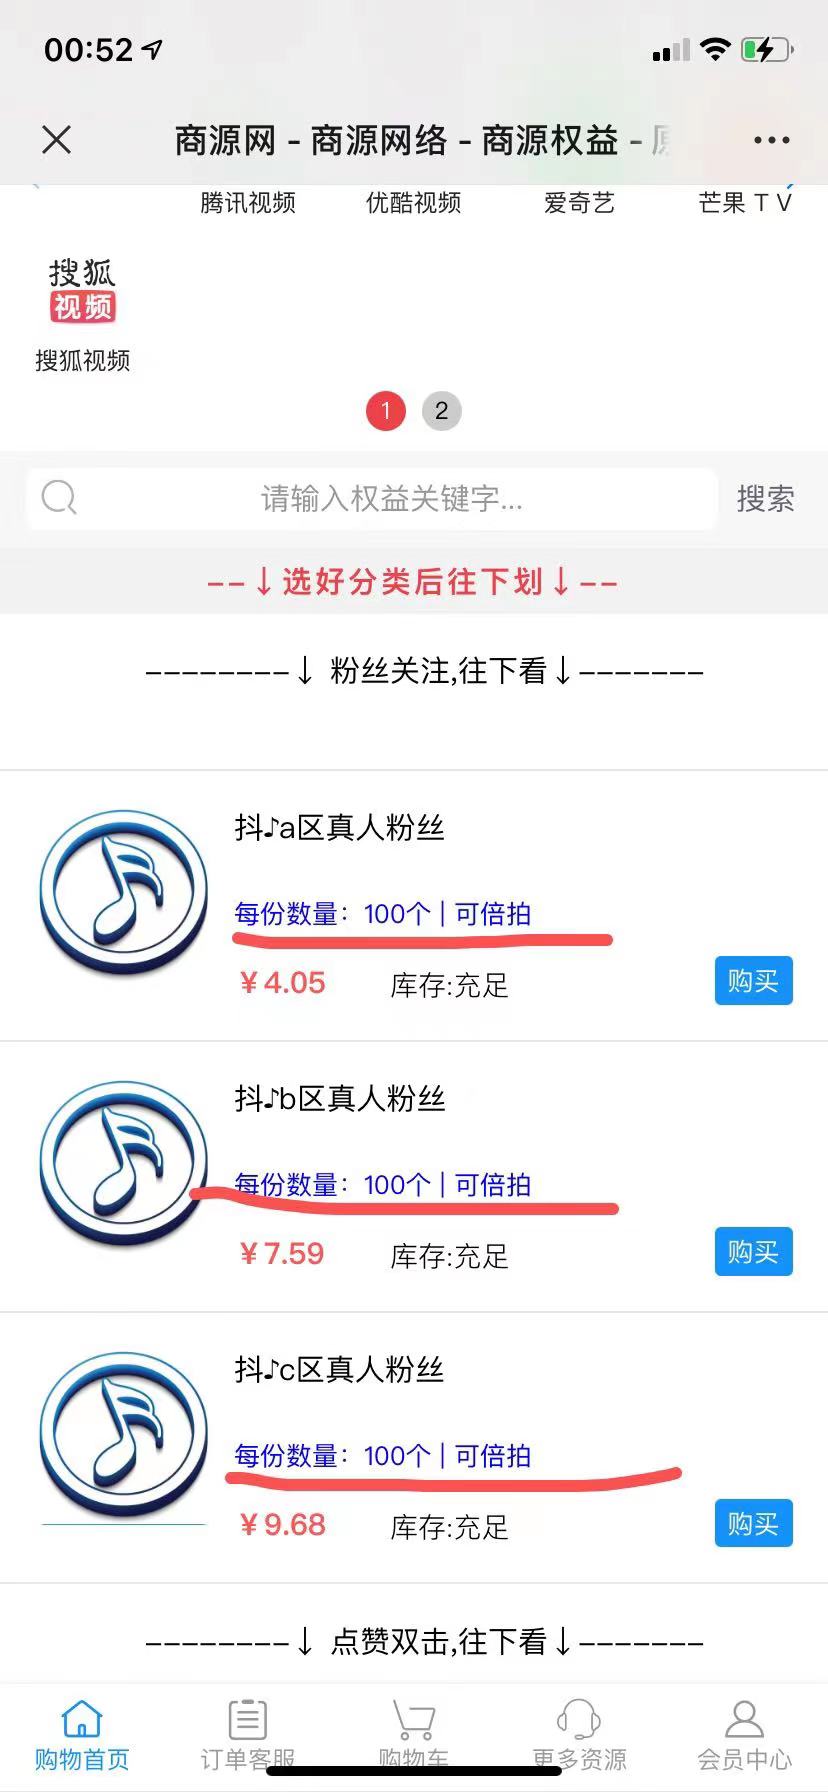 00:52
商源网 - 商源网络 - 商源权益 -
腾讯视频 优酷视频 爱奇艺 芒果 T V
搜狐
视频
搜狐视频
1 2
请输入权益关键字... 搜索
--↓选好分类后往下划↓--
--------↓ 粉丝关注,往下看↓-------
抖♪a区真人粉丝
每份数量：100个 | 可倍拍
￥4.05 库存:充足 购买
抖♪b区真人粉丝
每份数量：100个 | 可倍拍
￥7.59 库存:充足 购买
抖♪c区真人粉丝
每份数量：100个 | 可倍拍
￥9.68 库存:充足 购买
--------↓ 点赞双击,往下看↓-------
购物首页 订单客服 购物车 更多资源 会员中心